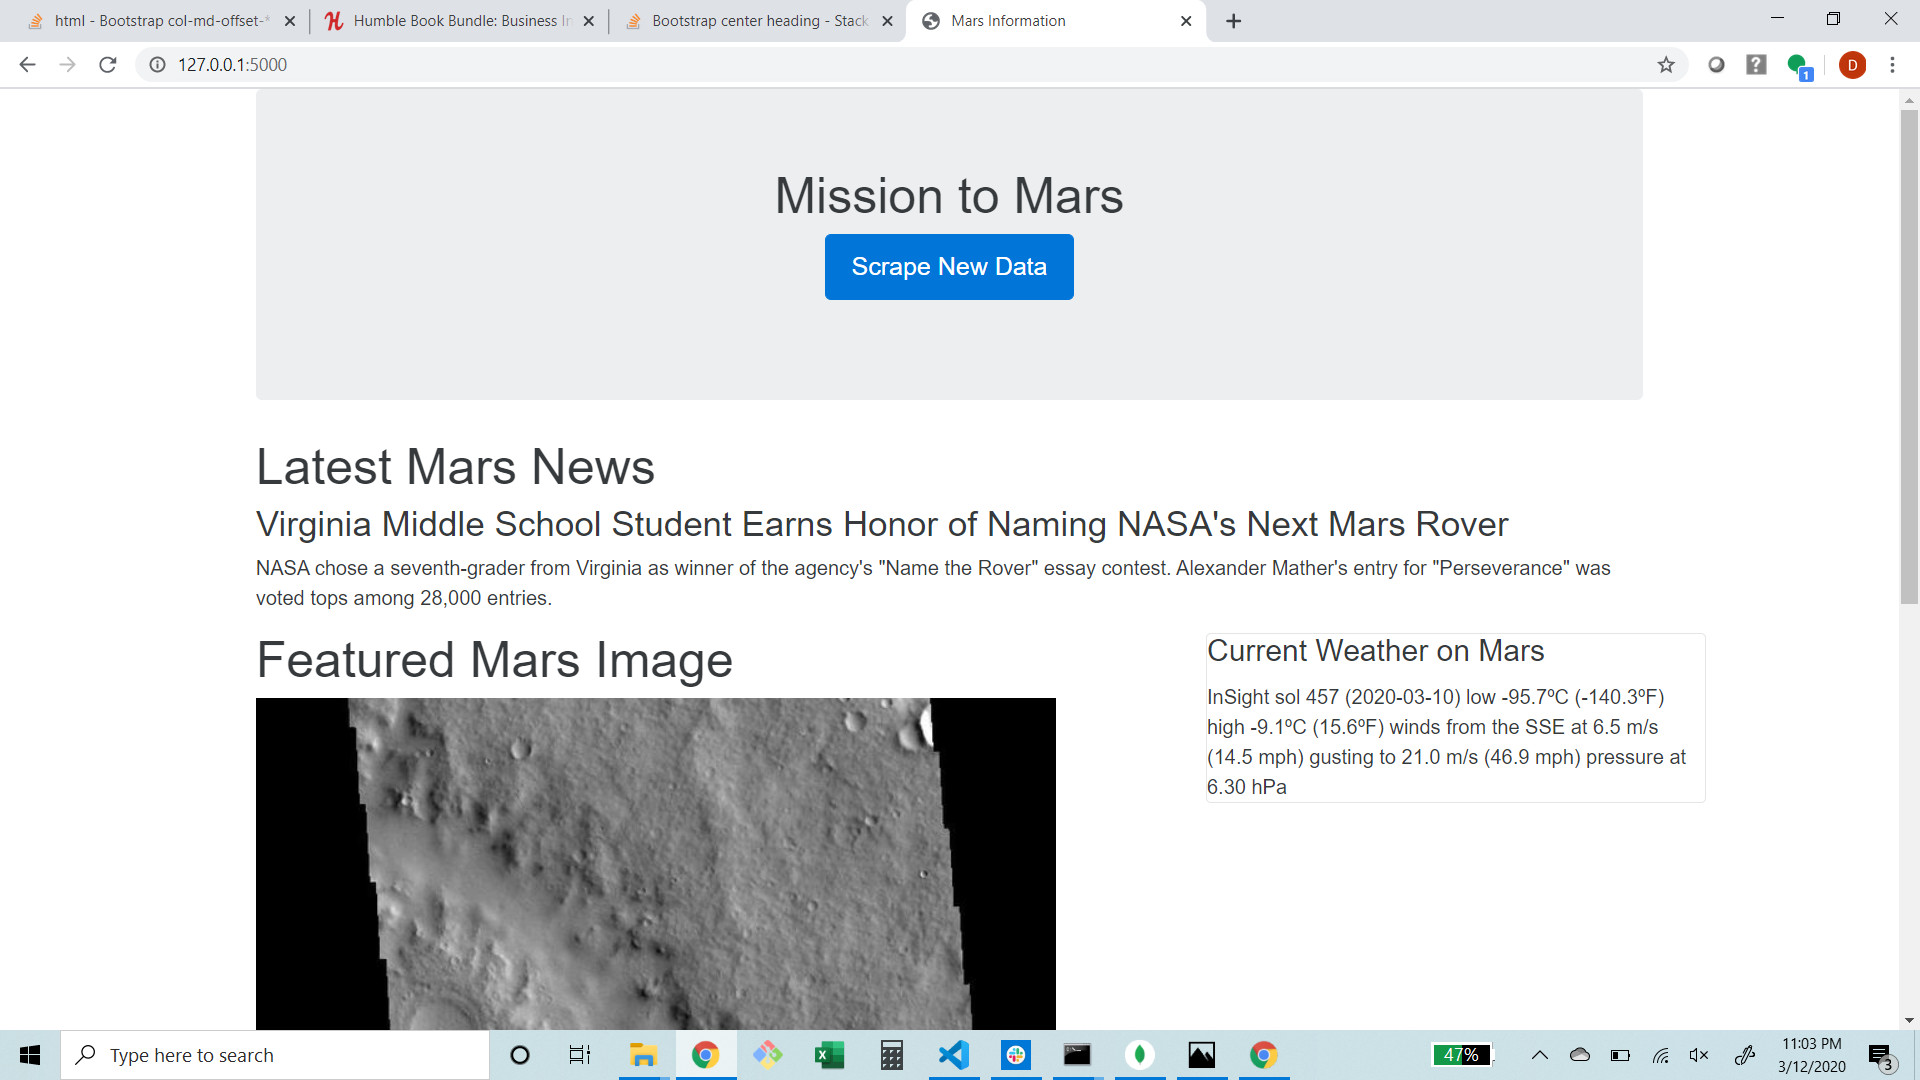 html - Bootstrap col-md-offset-*
Humble Book Bundle: Business In
Bootstrap center heading - Stack
Mars Information
127.0.0.1:5000
D
1
Mission to Mars
Scrape New Data
Latest Mars News
Virginia Middle School Student Earns Honor of Naming NASA's Next Mars Rover
NASA chose a seventh-grader from Virginia as winner of the agency's "Name the Rover" essay contest. Alexander Mather's entry for "Perseverance" was
voted tops among 28,000 entries.
Featured Mars Image
Current Weather on Mars
InSight sol 457 (2020-03-10) low -95.7ºC (-140.3ºF)
high -9.1ºC (15.6ºF) winds from the SSE at 6.5 m/s
(14.5 mph) gusting to 21.0 m/s (46.9 mph) pressure at
6.30 hPa
Type here to search
47%
11:03 PM
3/12/2020
3